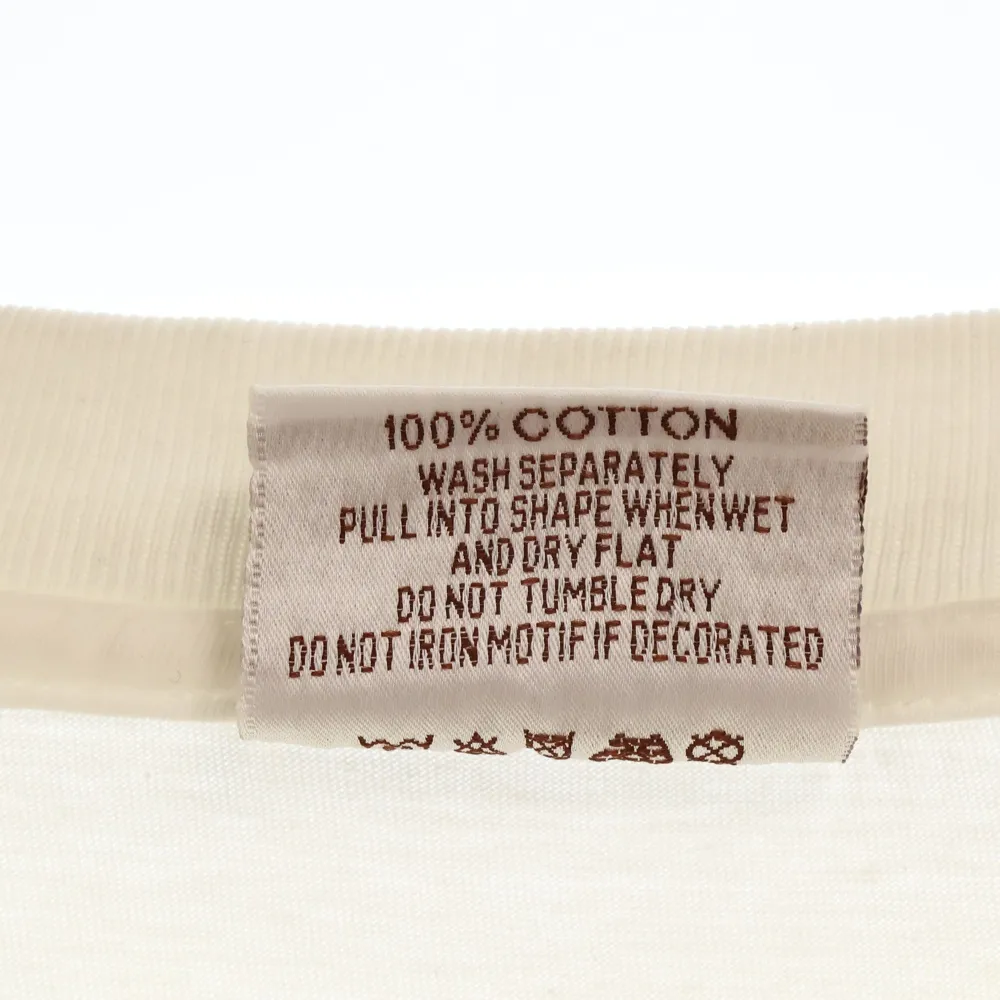 100% COTTON
WASH SEPARATELY
PULL INTO SHAPE WHEN WET
AND DRY FLAT
DO NOT TUMBLE DRY
DO NOT IRON MOTIF IF DECORATED